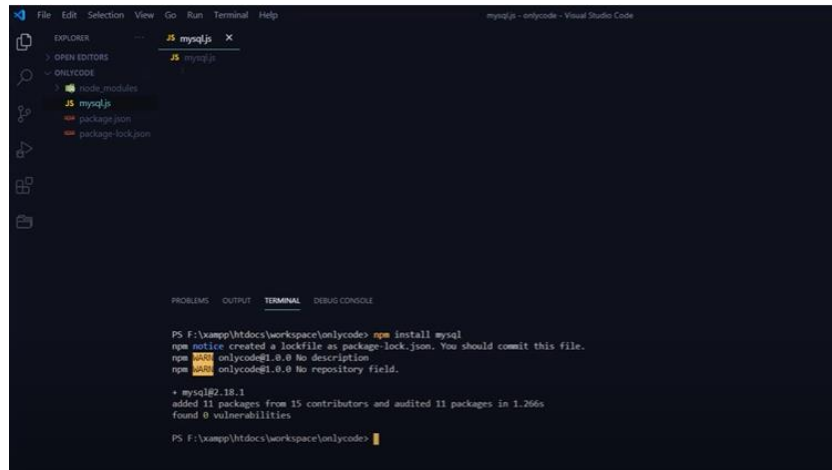 File Edit Selection View Go Run Terminal Help mysql.js - onlycode - Visual Studio Code
EXPLORER ...
OPEN EDITORS
ONLYCODE
node_modules
JS mysql.js
package.json
package-lock.json
JS mysql.js ×
JS mysql.js
1
PROBLEMS OUTPUT TERMINAL DEBUG CONSOLE
PS F:\xampp\htdocs\workspace\onlycode> npm install mysql
npm notice created a lockfile as package-lock.json. You should commit this file.
npm WARN onlycode@1.0.0 No description
npm WARN onlycode@1.0.0 No repository field.
+ mysql@2.18.1
added 11 packages from 15 contributors and audited 11 packages in 1.266s
found 0 vulnerabilities
PS F:\xampp\htdocs\workspace\onlycode>